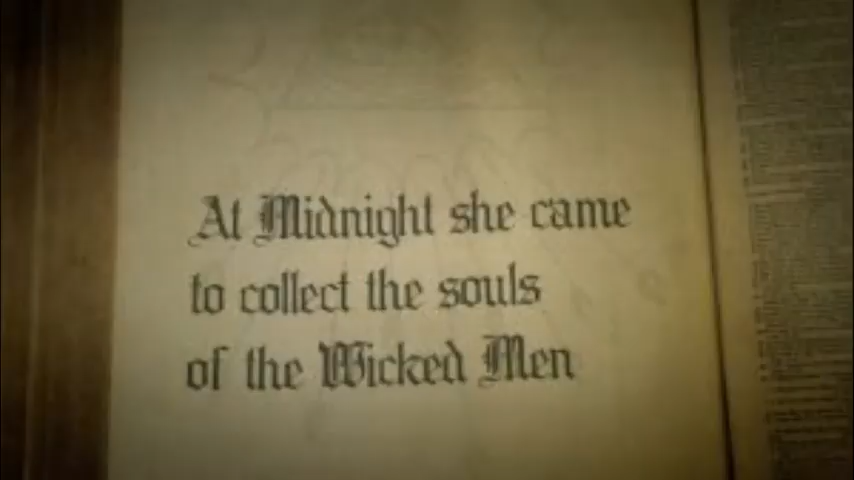 At Midnight she came
to collect the souls
of the Wicked Men